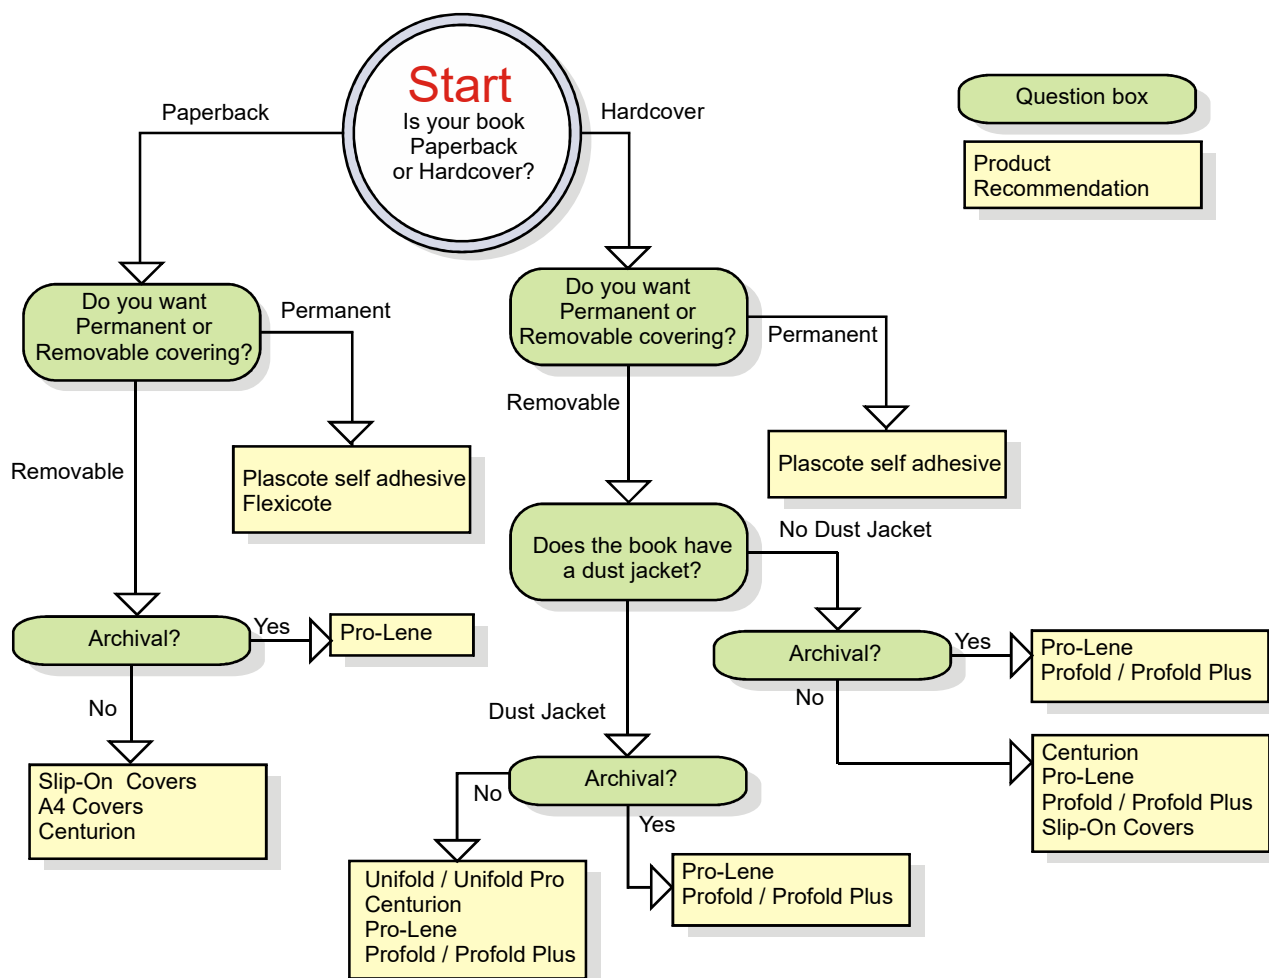 Start
Is your book
Paperback
or Hardcover?
Paperback
Hardcover
Question box
Product
Recommendation
Do you want
Permanent or
Removable covering?
Permanent
Do you want
Permanent or
Removable covering?
Permanent
Removable
Removable
Plascote self adhesive
Flexicote
Plascote self adhesive
Does the book have
a dust jacket?
No Dust Jacket
Archival?
Yes
Pro-Lene
No
Archival?
Yes
Pro-Lene
Profold / Profold Plus
No
Dust Jacket
Slip-On Covers
A4 Covers
Centurion
Archival?
No
Yes
Centurion
Pro-Lene
Profold / Profold Plus
Slip-On Covers
Unifold / Unifold Pro
Centurion
Pro-Lene
Profold / Profold Plus
Pro-Lene
Profold / Profold Plus